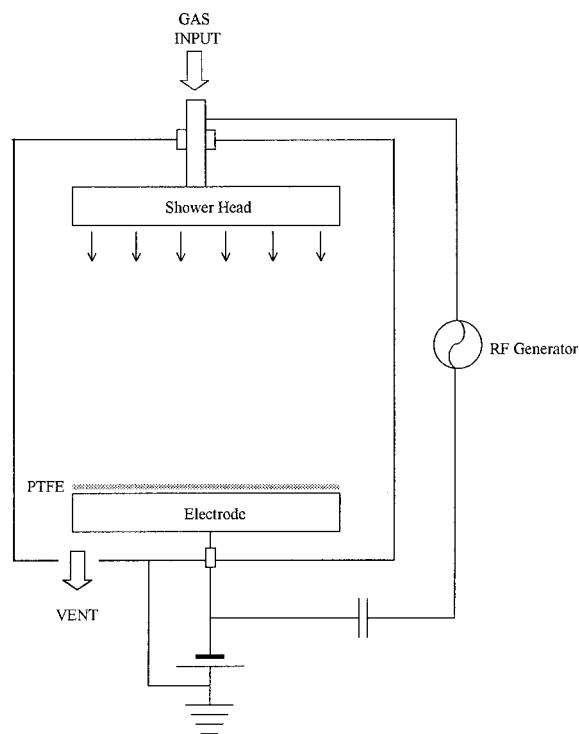 GAS
INPUT
Shower Head
RF Generator
PTFE
Electrode
VENT